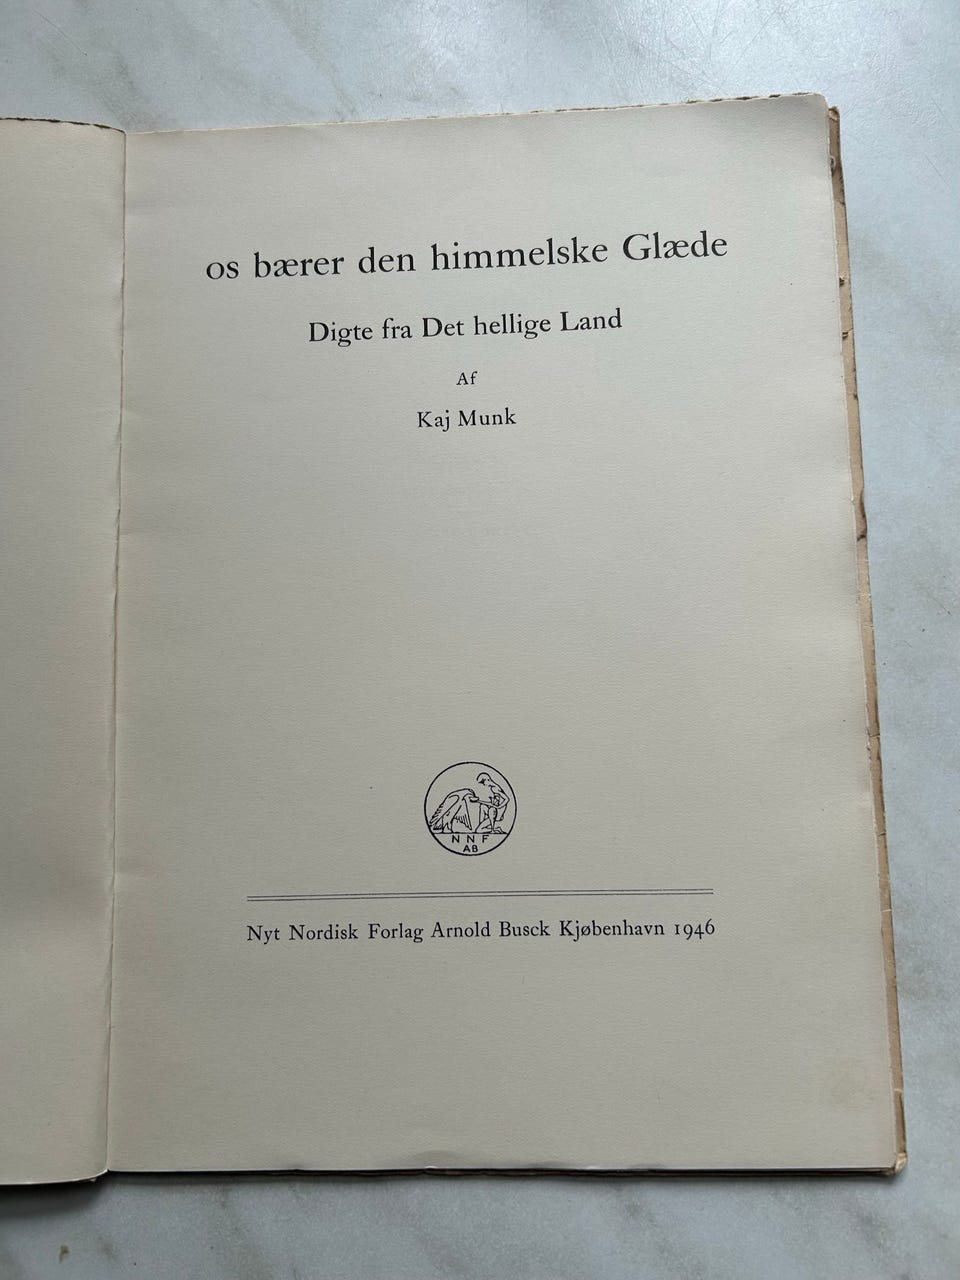 os bærer den himmelske Glæde
Digte fra Det hellige Land
Af
Kaj Munk
N N F
AB
Nyt Nordisk Forlag Arnold Busck Kjøbenhavn 1946